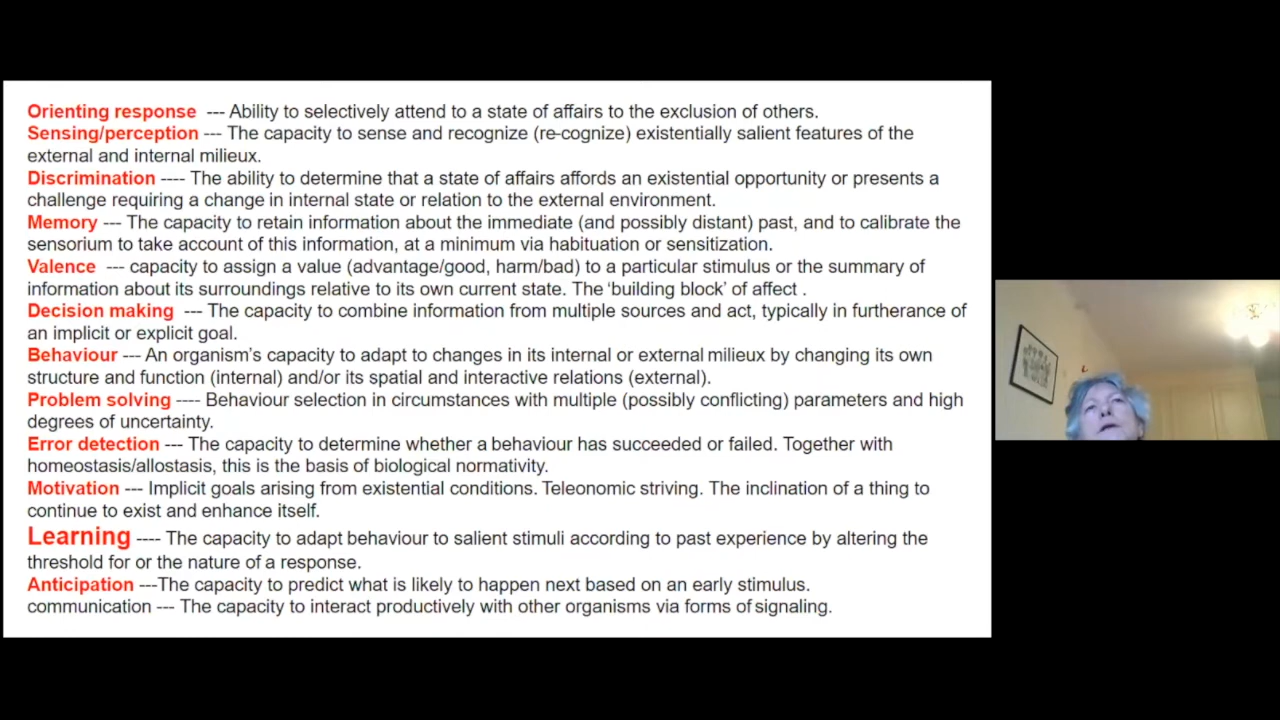 Orienting response --- Ability to selectively attend to a state of affairs to the exclusion of others.
Sensing/perception --- The capacity to sense and recognize (re-cognize) existentially salient features of the
external and internal milieux.
Discrimination ---- The ability to determine that a state of affairs affords an existential opportunity or presents a
challenge requiring a change in internal state or relation to the external environment.
Memory --- The capacity to retain information about the immediate (and possibly distant) past, and to calibrate the
sensorium to take account of this information, at a minimum via habituation or sensitization.
Valence --- capacity to assign a value (advantage/good, harm/bad) to a particular stimulus or the summary of
information about its surroundings relative to its own current state. The ‘building block’ of affect .
Decision making --- The capacity to combine information from multiple sources and act, typically in furtherance of
an implicit or explicit goal.
Behaviour --- An organism’s capacity to adapt to changes in its internal or external milieux by changing its own
structure and function (internal) and/or its spatial and interactive relations (external).
Problem solving ---- Behaviour selection in circumstances with multiple (possibly conflicting) parameters and high
degrees of uncertainty.
Error detection --- The capacity to determine whether a behaviour has succeeded or failed. Together with
homeostasis/allostasis, this is the basis of biological normativity.
Motivation --- Implicit goals arising from existential conditions. Teleonomic striving. The inclination of a thing to
continue to exist and enhance itself.
Learning ---- The capacity to adapt behaviour to salient stimuli according to past experience by altering the
threshold for or the nature of a response.
Anticipation ---The capacity to predict what is likely to happen next based on an early stimulus.
communication --- The capacity to interact productively with other organisms via forms of signaling.